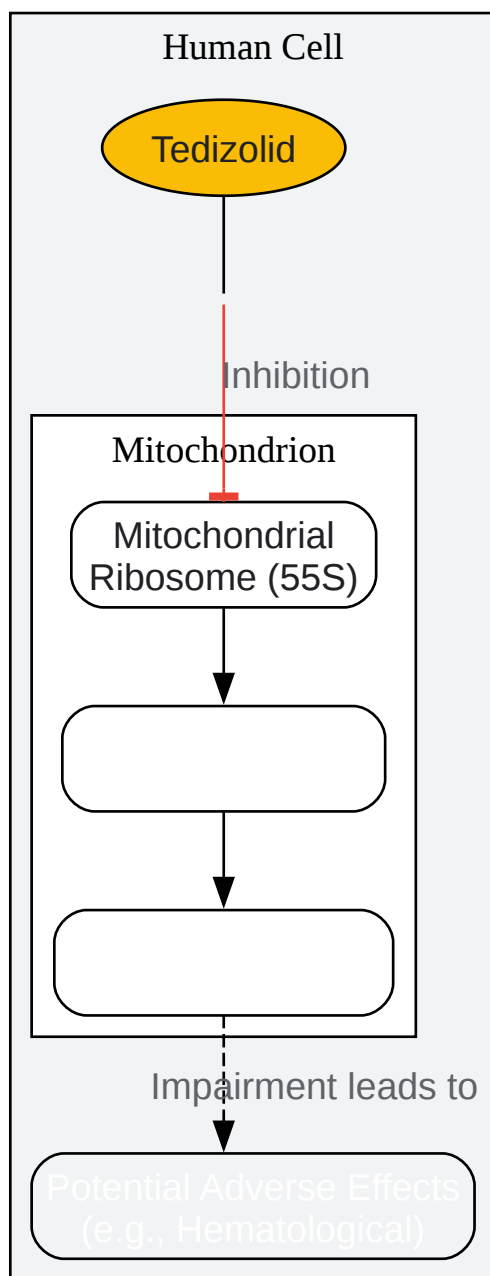 Human Cell
Tedizolid
Inhibition
Mitochondrion
Mitochondrial
Ribosome (55S)
Impairment leads to
Potential Adverse Effects
(e.g., Hematological)